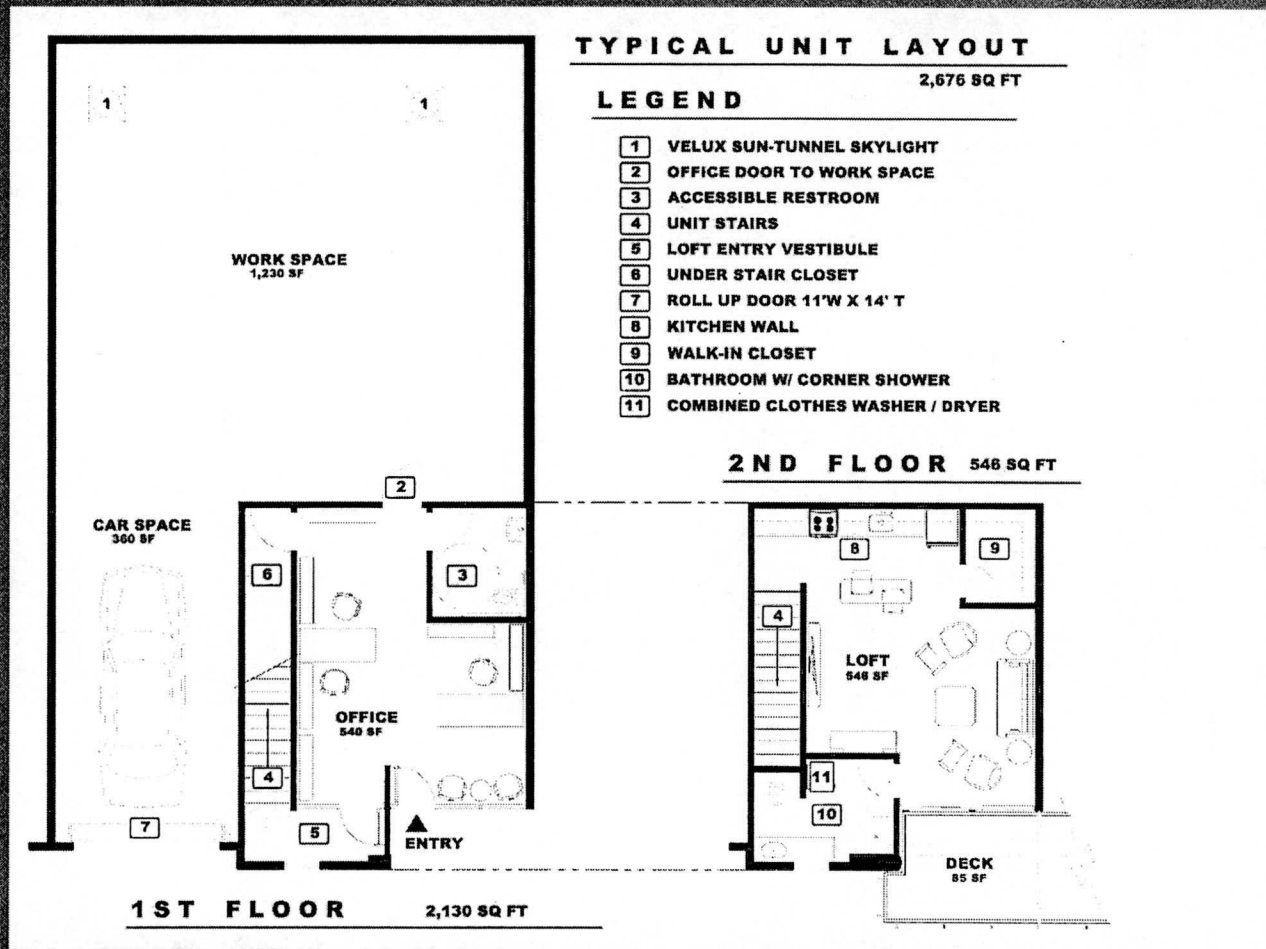 TYPICAL UNIT LAYOUT
2,676 SQ FT
LEGEND
1 VELUX SUN-TUNNEL SKYLIGHT
2 OFFICE DOOR TO WORK SPACE
3 ACCESSIBLE RESTROOM
4 UNIT STAIRS
5 LOFT ENTRY VESTIBULE
6 UNDER STAIR CLOSET
7 ROLL UP DOOR 11'W X 14' T
8 KITCHEN WALL
9 WALK-IN CLOSET
10 BATHROOM W/ CORNER SHOWER
11 COMBINED CLOTHES WASHER / DRYER
1 1
WORK SPACE
1,230 SF
2
CAR SPACE
360 SF
6
3
OFFICE
540 SF
4
7
5
ENTRY
1ST FLOOR 2,130 SQ FT
2ND FLOOR 546 SQ FT
8
9
4
LOFT
546 SF
11
10
DECK
85 SF